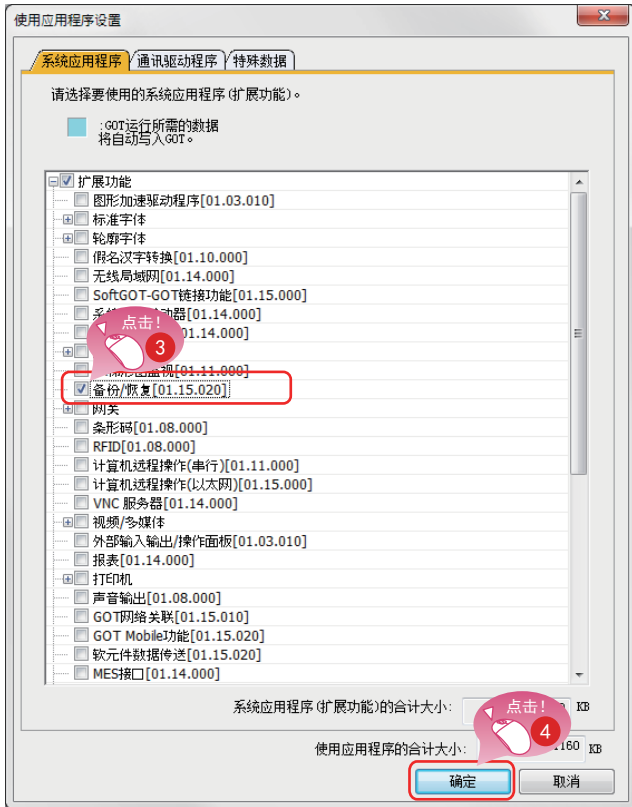 使用应用程序设置
系统应用程序 通讯驱动程序 特殊数据
请选择要使用的系统应用程序(扩展功能)。
:GOT运行所需的数据
将自动写入GOT。
扩展功能
图形加速驱动程序[01.03.010]
标准字体
轮廓字体
假名汉字转换[01.10.000]
无线局域网[01.14.000]
SoftGOT-GOT链接功能[01.15.000]
动器[01.14.000]
点击!
01.14.000]
3
监视[01.11.000]
备份/恢复[01.15.020]
网关
条形码[01.08.000]
RFID[01.08.000]
计算机远程操作(串行)[01.11.000]
计算机远程操作(以太网)[01.15.000]
VNC 服务器[01.14.000]
视频/多媒体
外部输入输出/操作面板[01.03.010]
报表[01.14.000]
打印机
声音输出[01.08.000]
GOT网络关联[01.15.010]
GOT Mobile功能[01.15.020]
软元件数据传送[01.15.020]
MES接口[01.14.000]
系统应用程序(扩展功能)的合计大小: KB
点击!
4
使用应用程序的合计大小: 160 KB
确定 取消